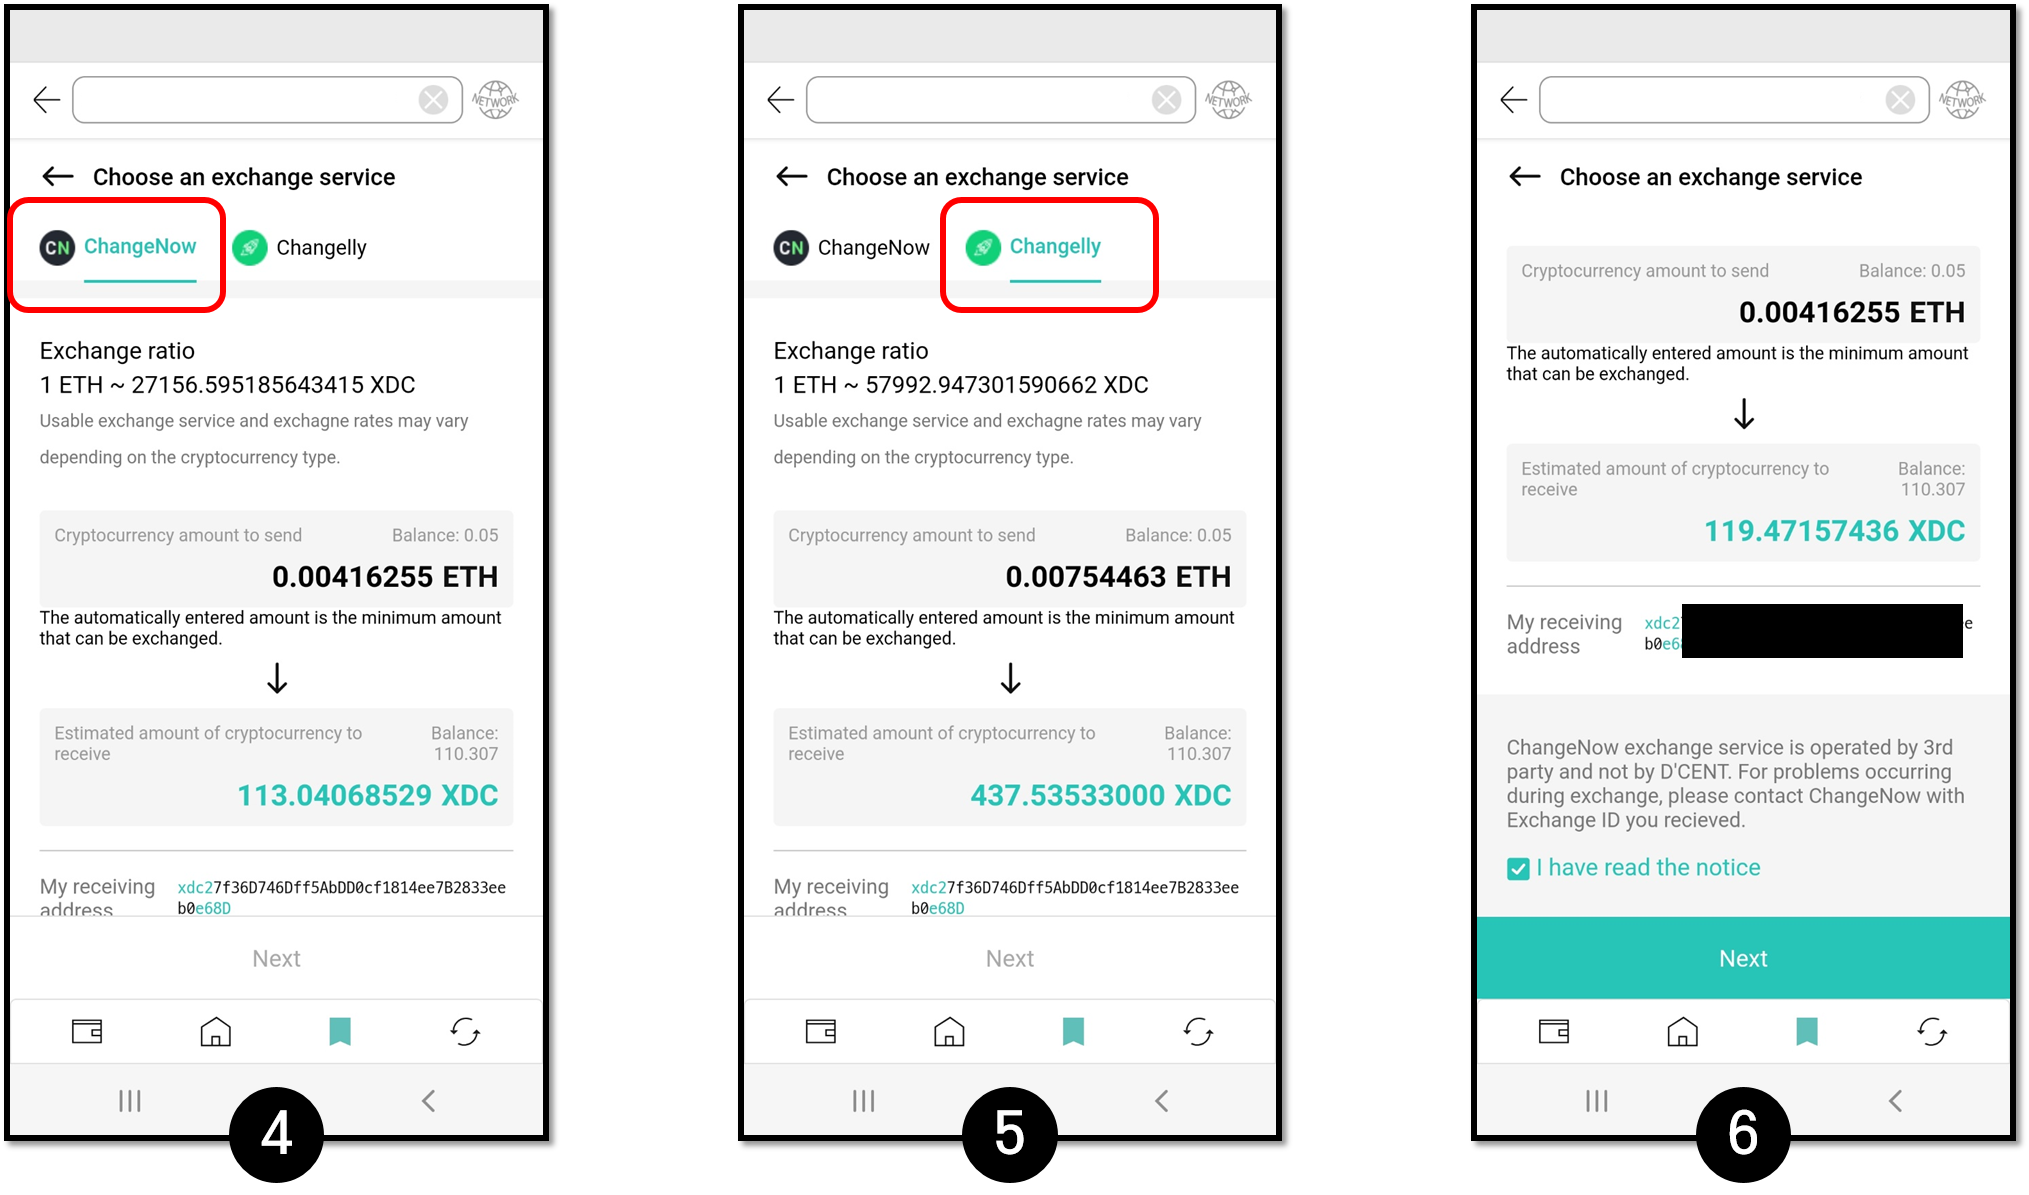 NETWORK
Choose an exchange service
CN ChangeNow Changelly
Exchange ratio
1 ETH ~ 27156.595185643415 XDC
Usable exchange service and exchagne rates may vary
depending on the cryptocurrency type.
Cryptocurrency amount to send Balance: 0.05
0.00416255 ETH
The automatically entered amount is the minimum amount
that can be exchanged.
Estimated amount of cryptocurrency to Balance:
receive 110.307
113.04068529 XDC
My receiving xdc27f36D746Dff5AbDD0cf1814ee7B2833ee
address b0e68D
Next
4
NETWORK
Choose an exchange service
CN ChangeNow Changelly
Exchange ratio
1 ETH ~ 57992.947301590662 XDC
Usable exchange service and exchagne rates may vary
depending on the cryptocurrency type.
Cryptocurrency amount to send Balance: 0.05
0.00754463 ETH
The automatically entered amount is the minimum amount
that can be exchanged.
Estimated amount of cryptocurrency to Balance:
receive 110.307
437.53533000 XDC
My receiving xdc27f36D746Dff5AbDD0cf1814ee7B2833ee
address b0e68D
Next
5
NETWORK
Choose an exchange service
Cryptocurrency amount to send Balance: 0.05
0.00416255 ETH
The automatically entered amount is the minimum amount
that can be exchanged.
Estimated amount of cryptocurrency to Balance:
receive 110.307
119.47157436 XDC
My receiving
address
ChangeNow exchange service is operated by 3rd
party and not by D'CENT. For problems occurring
during exchange, please contact ChangeNow with
Exchange ID you recieved.
I have read the notice
Next
6